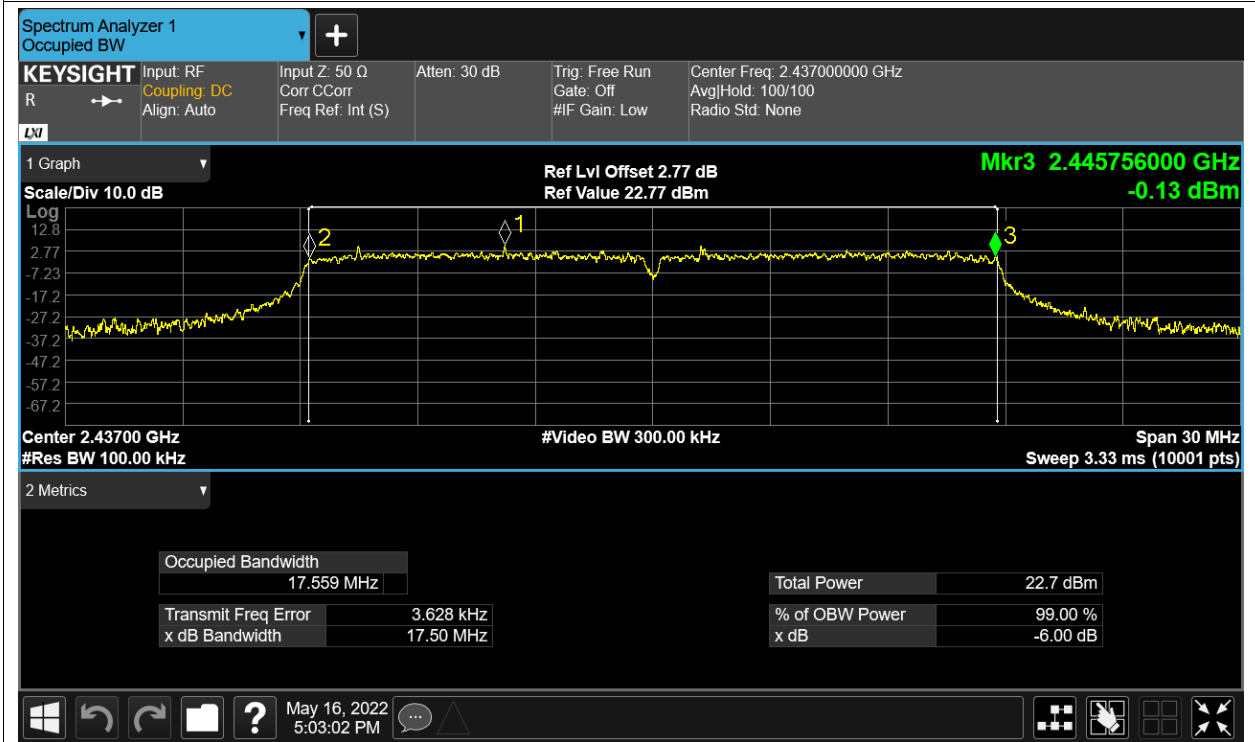 Spectrum Analyzer 1
Occupied BW
KEYSIGHT
R
LXI
Input: RF
Coupling: DC
Align: Auto
Input Z: 50 Ω
Corr CCorr
Freq Ref: Int (S)
Atten: 30 dB
Trig: Free Run
Gate: Off
#IF Gain: Low
Center Freq: 2.437000000 GHz
Avg|Hold: 100/100
Radio Std: None
1 Graph
Scale/Div 10.0 dB
Ref Lvl Offset 2.77 dB
Ref Value 22.77 dBm
Mkr3 2.445756000 GHz
-0.13 dBm
Log
12.8
2.77
-7.23
-17.2
-27.2
-37.2
-47.2
-57.2
-67.2
2
1
3
Center 2.43700 GHz
#Res BW 100.00 kHz
#Video BW 300.00 kHz
Span 30 MHz
Sweep 3.33 ms (10001 pts)
2 Metrics
Occupied Bandwidth
17.559 MHz
Transmit Freq Error 3.628 kHz
x dB Bandwidth 17.50 MHz
Total Power 22.7 dBm
% of OBW Power 99.00 %
x dB -6.00 dB
?
May 16, 2022
5:03:02 PM